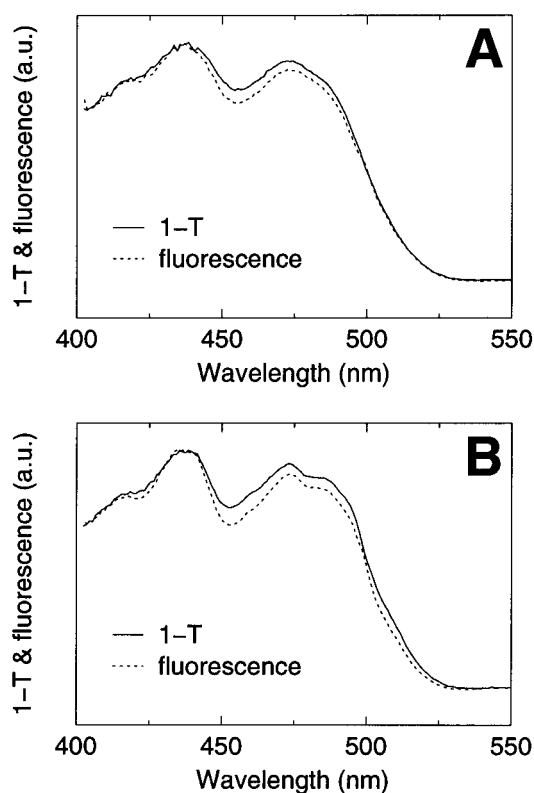 A
1–T & fluorescence (a.u.)
1–T
fluorescence
400 450 500 550
Wavelength (nm)
B
1–T & fluorescence (a.u.)
1–T
fluorescence
400 450 500 550
Wavelength (nm)